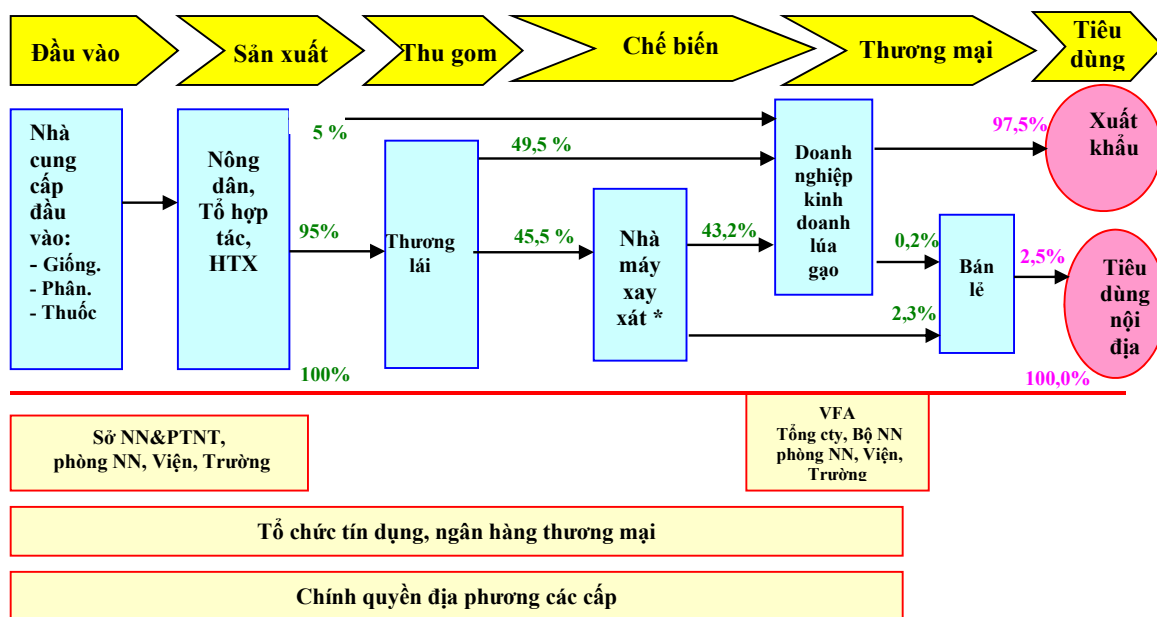 Đầu vào
Sản xuất
Thu gom
Chế biến
Thương mại
Tiêu
dùng
Nhà
cung
cấp
đầu
vào:
- Giống.
- Phân.
- Thuốc
Nông
dân,
Tổ hợp
tác,
HTX
5 %
95%
100%
Thương
lái
49,5 %
45,5 %
Nhà
máy
xay
xát *
43,2%
2,3%
Doanh
nghiệp
kinh
doanh
lúa
gạo
0,2%
97,5%
Bán
lẻ
2,5%
Xuất
khẩu
Tiêu
dùng
nội
địa
100,0%
Sở NN&PTNT,
phòng NN, Viện, Trường
VFA
Tổng cty, Bộ NN
phòng NN, Viện,
Trường
Tổ chức tín dụng, ngân hàng thương mại
Chính quyền địa phương các cấp